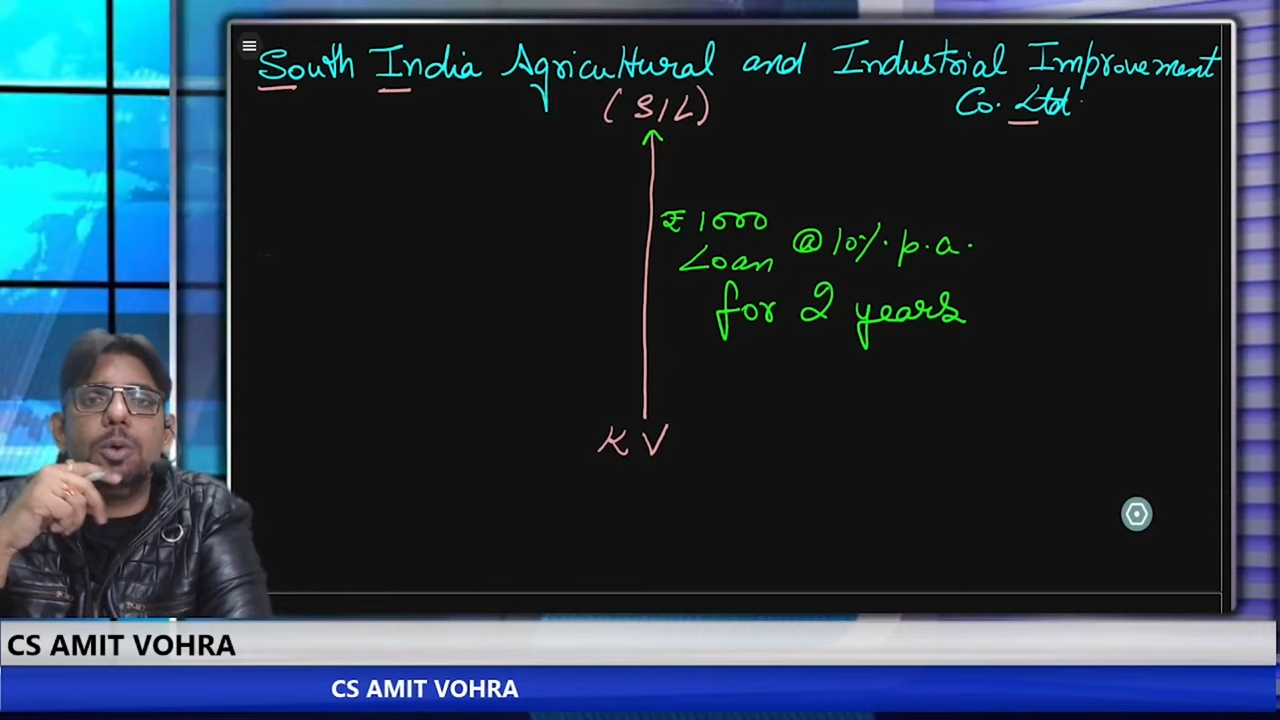 South India Agricultural and Industrial Improvement
Co. Ltd.
(SIL)
₹1000
Loan @ 10% p.a.
for 2 years
KV
CS AMIT VOHRA
CS AMIT VOHRA